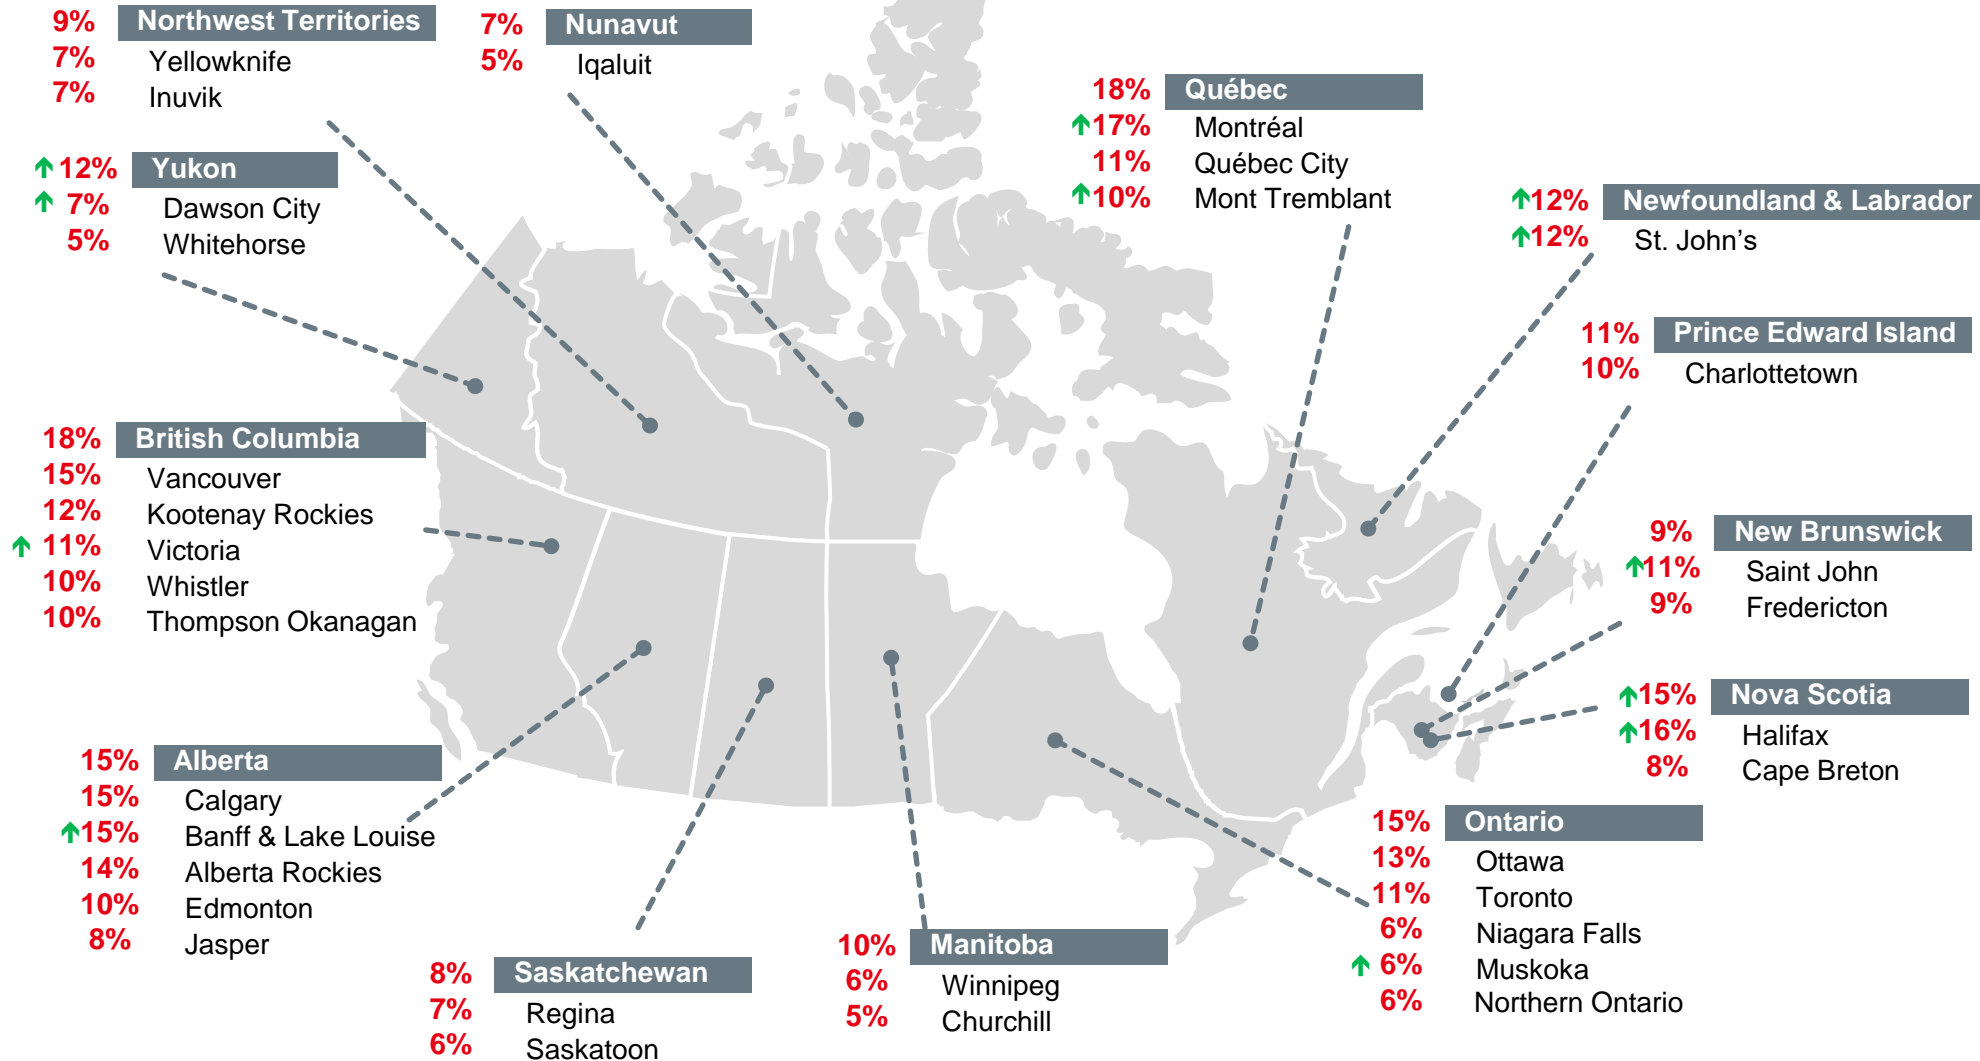 9% Northwest Territories
7% Yellowknife
7% Inuvik
7% Nunavut
5% Iqaluit
↑ 12% Yukon
↑ 7% Dawson City
5% Whitehorse
18% Québec
↑17% Montréal
11% Québec City
↑10% Mont Tremblant
↑12% Newfoundland & Labrador
↑12% St. John’s
11% Prince Edward Island
10% Charlottetown
18% British Columbia
15% Vancouver
12% Kootenay Rockies
↑ 11% Victoria
10% Whistler
10% Thompson Okanagan
9% New Brunswick
↑11% Saint John
9% Fredericton
↑15% Nova Scotia
↑16% Halifax
8% Cape Breton
15% Alberta
15% Calgary
↑15% Banff & Lake Louise
14% Alberta Rockies
10% Edmonton
8% Jasper
15% Ontario
13% Ottawa
11% Toronto
6% Niagara Falls
↑ 6% Muskoka
6% Northern Ontario
8% Saskatchewan
7% Regina
6% Saskatoon
10% Manitoba
6% Winnipeg
5% Churchill